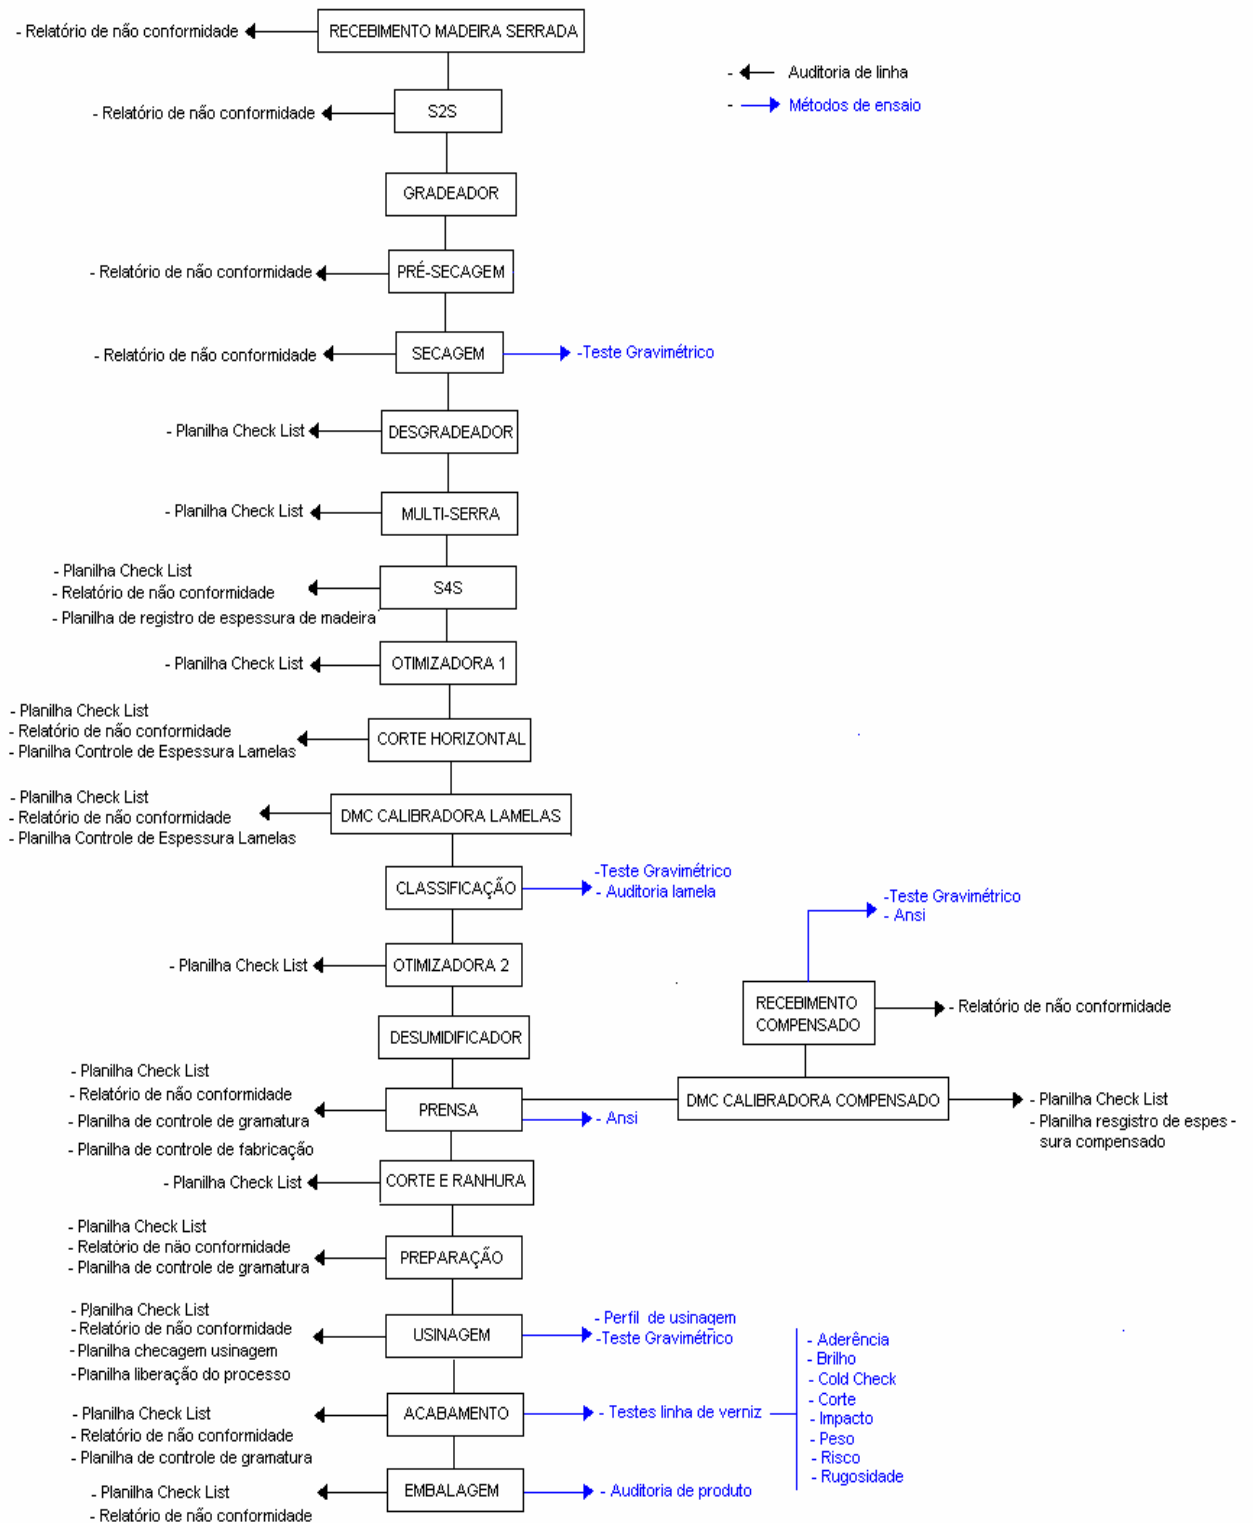 - Relatório de não conformidade
RECEBIMENTO MADEIRA SERRADA
- Auditoria de linha
- Métodos de ensaio
- Relatório de não conformidade
S2S
GRADEADOR
- Relatório de não conformidade
PRÉ-SECAGEM
- Relatório de não conformidade
SECAGEM
-Teste Gravimétrico
- Planilha Check List
DESGRADEADOR
- Planilha Check List
MULTI-SERRA
- Planilha Check List
- Relatório de não conformidade
- Planilha de registro de espessura de madeira
S4S
- Planilha Check List
OTIMIZADORA 1
- Planilha Check List
- Relatório de não conformidade
- Planilha Controle de Espessura Lamelas
CORTE HORIZONTAL
- Planilha Check List
- Relatório de não conformidade
- Planilha Controle de Espessura Lamelas
DMC CALIBRADORA LAMELAS
CLASSIFICAÇÃO
-Teste Gravimétrico
- Auditoria lamela
-Teste Gravimétrico
- Ansi
- Planilha Check List
OTIMIZADORA 2
RECEBIMENTO
COMPENSADO
- Relatório de não conformidade
DESUMIDIFICADOR
- Planilha Check List
- Relatório de não conformidade
- Planilha de controle de gramatura
- Planilha de controle de fabricação
PRENSA
- Ansi
DMC CALIBRADORA COMPENSADO
- Planilha Check List
- Planilha resgistro de espes -
sura compensado
- Planilha Check List
CORTE E RANHURA
- Planilha Check List
- Relatório de não conformidade
- Planilha de controle de gramatura
PREPARAÇÃO
- Planilha Check List
- Relatório de não conformidade
- Planilha checagem usinagem
-Planilha liberação do processo
USINAGEM
- Perfil de usinagem
-Teste Gravimétrico
- Planilha Check List
- Relatório de não conformidade
- Planilha de controle de gramatura
ACABAMENTO
- Testes linha de verniz
- Aderência
- Brilho
- Cold Check
- Corte
- Impacto
- Peso
- Risco
- Rugosidade
- Planilha Check List
- Relatório de não conformidade
EMBALAGEM
- Auditoria de produto